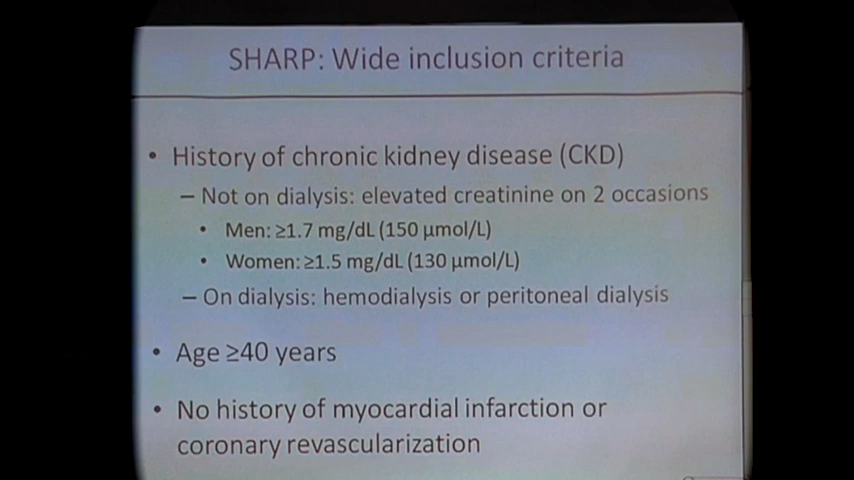 SHARP: Wide inclusion criteria
• History of chronic kidney disease (CKD)
– Not on dialysis: elevated creatinine on 2 occasions
• Men: ≥1.7 mg/dL (150 µmol/L)
• Women: ≥1.5 mg/dL (130 µmol/L)
– On dialysis: hemodialysis or peritoneal dialysis
• Age ≥40 years
• No history of myocardial infarction or
coronary revascularization